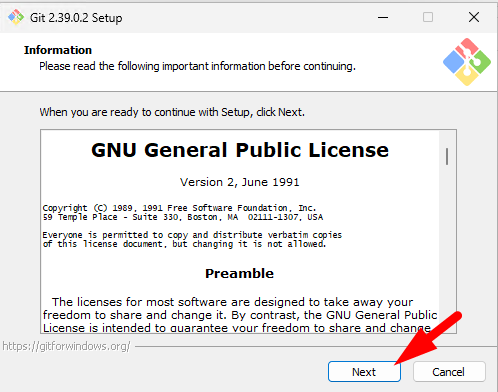 Git 2.39.0.2 Setup
Information
Please read the following important information before continuing.
When you are ready to continue with Setup, click Next.
GNU General Public License
Version 2, June 1991
Copyright (C) 1989, 1991 Free Software Foundation, Inc.
59 Temple Place - Suite 330, Boston, MA  02111-1307, USA
Everyone is permitted to copy and distribute verbatim copies
of this license document, but changing it is not allowed.
Preamble
The licenses for most software are designed to take away your
freedom to share and change it. By contrast, the GNU General Public
License is intended to guarantee your freedom to share and change
https://gitforwindows.org/
Next
Cancel